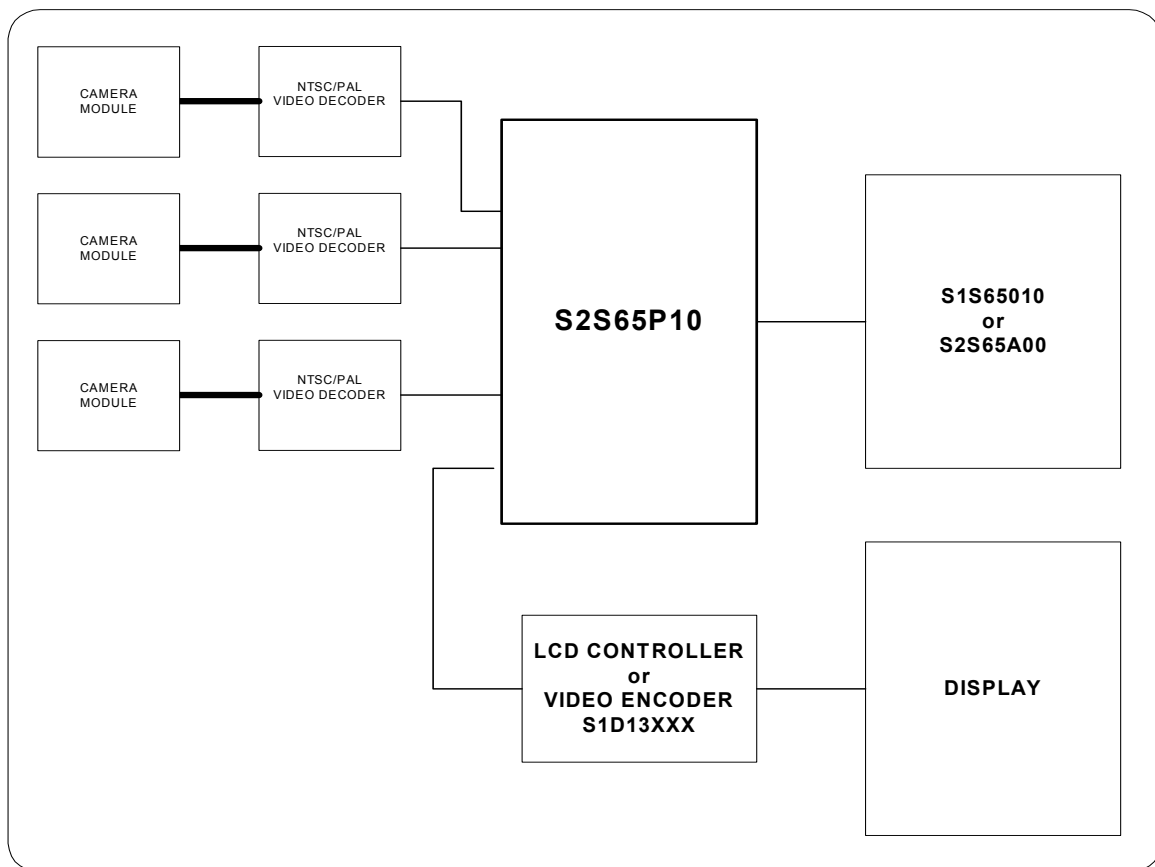 CAMERA
MODULE
NTSC/PAL
VIDEO DECODER
CAMERA
MODULE
NTSC/PAL
VIDEO DECODER
CAMERA
MODULE
NTSC/PAL
VIDEO DECODER
S2S65P10
S1S65010
or
S2S65A00
LCD CONTROLLER
or
VIDEO ENCODER
S1D13XXX
DISPLAY